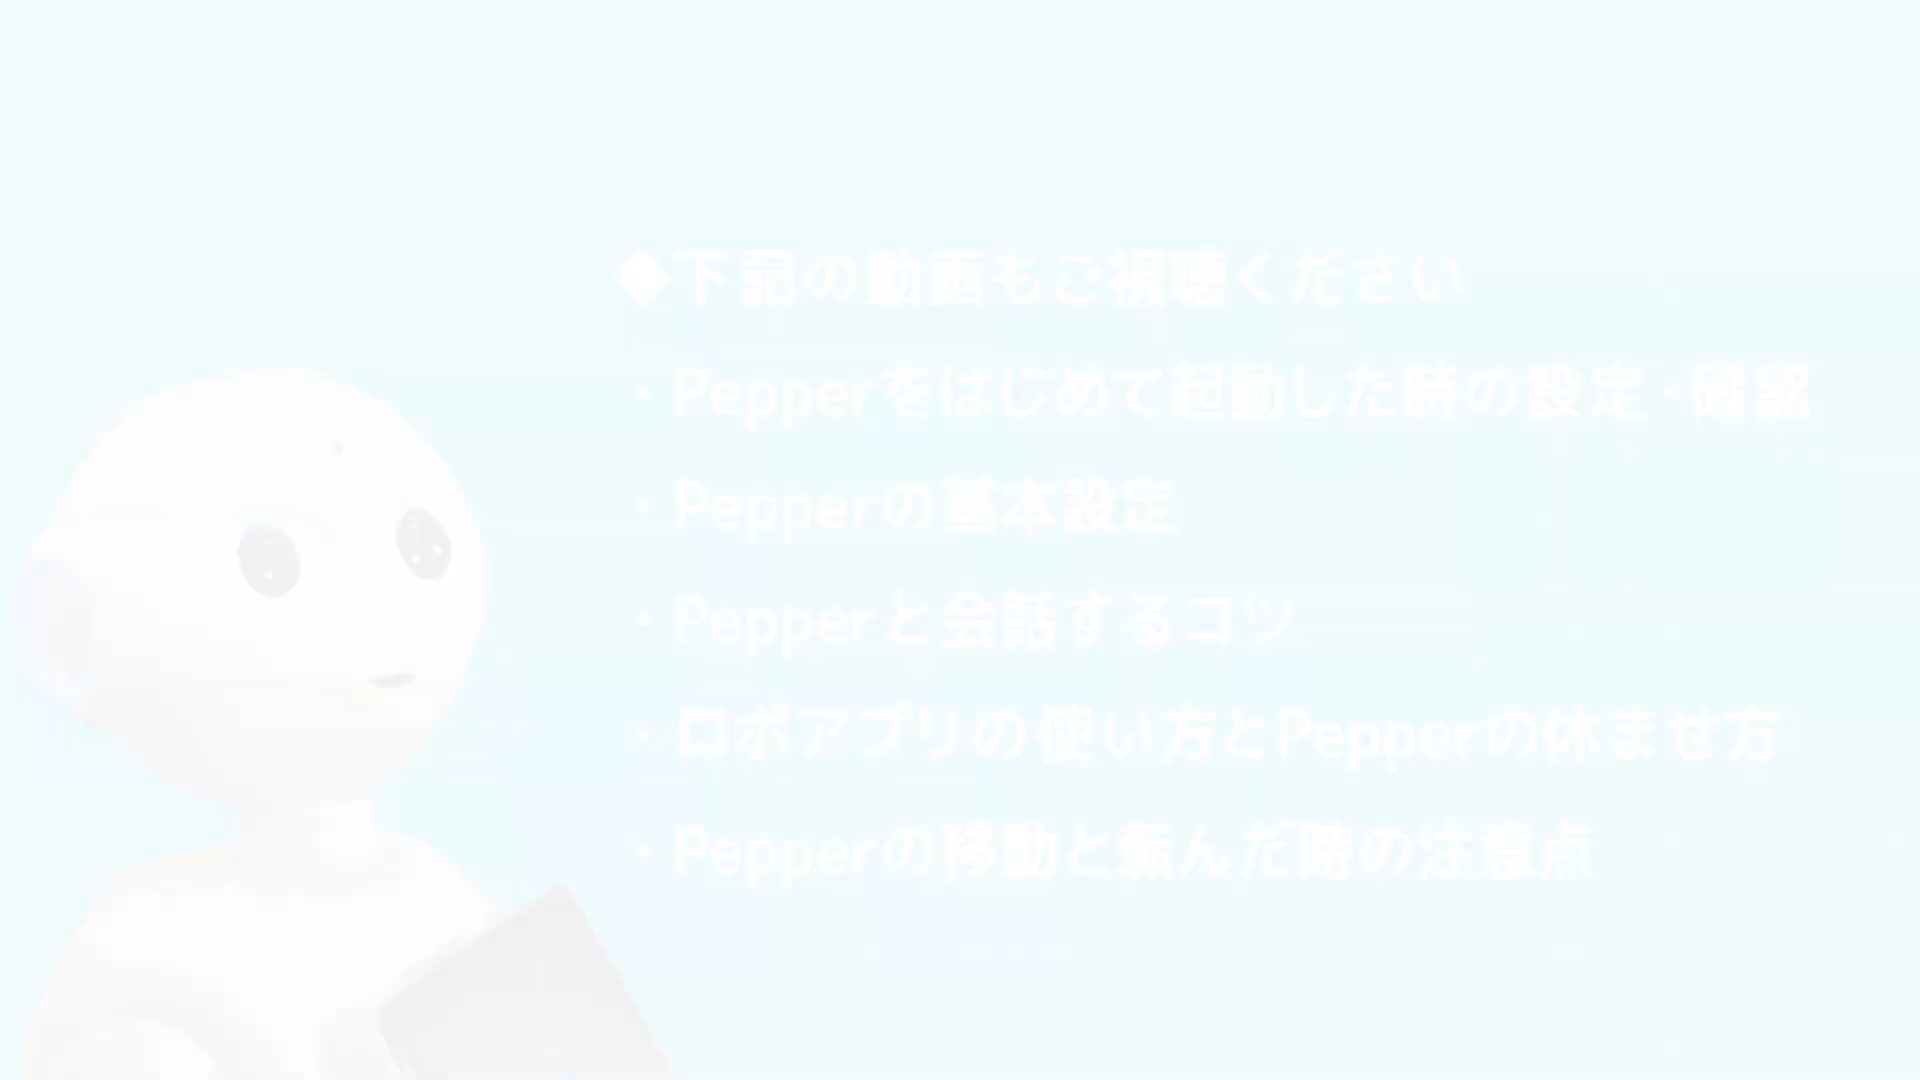 ◆下記の動画もご視聴ください
・Pepperをはじめて起動した時の設定・確認
・Pepperの基本設定
・Pepperと会話するコツ
・ロボアプリの使い方とPepperの休ませ方
・Pepperの移動と転んだ時の注意点